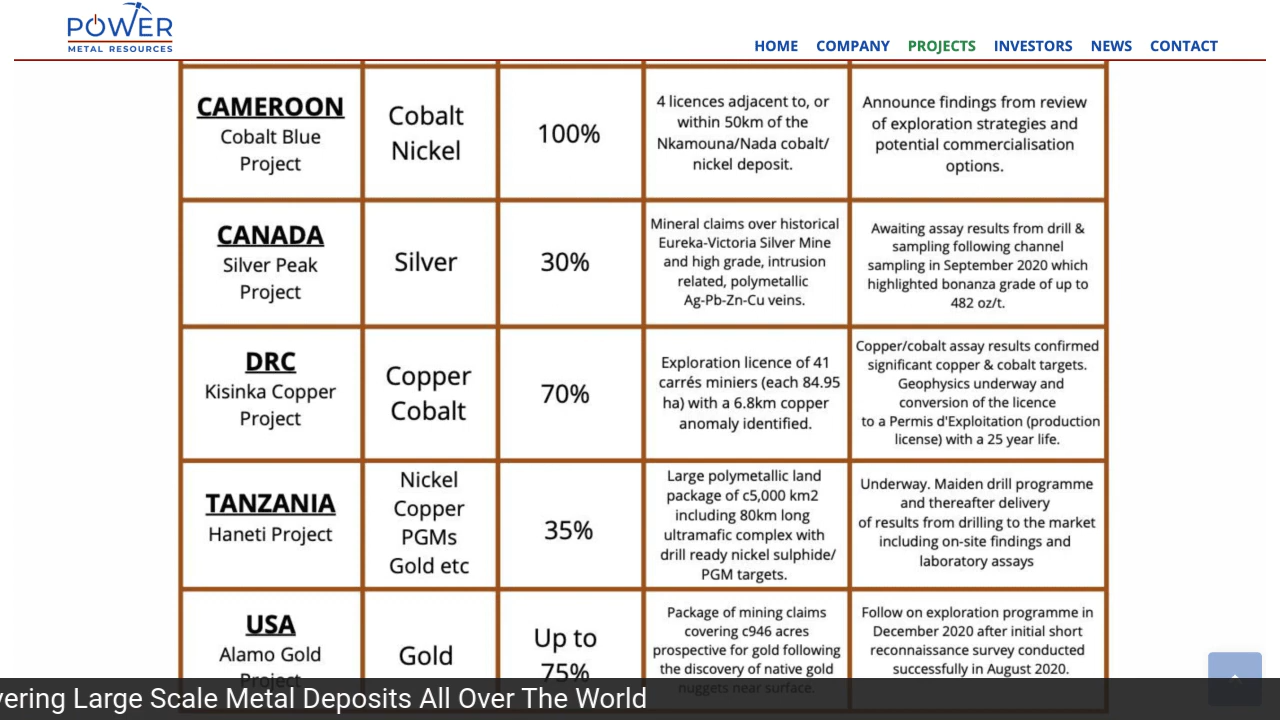 POWER
METAL RESOURCES
HOME COMPANY PROJECTS INVESTORS NEWS CONTACT
CAMEROON
Cobalt Blue
Project
Cobalt
Nickel
100%
4 licences adjacent to, or
within 50km of the
Nkamouna/Nada cobalt/
nickel deposit.
Announce findings from review
of exploration strategies and
potential commercialisation
options.
CANADA
Silver Peak
Project
Silver
30%
Mineral claims over historical
Eureka-Victoria Silver Mine
and high grade, intrusion
related, polymetallic
Ag-Pb-Zn-Cu veins.
Awaiting assay results from drill &
sampling following channel
sampling in September 2020 which
highlighted bonanza grade of up to
482 oz/t.
DRC
Kisinka Copper
Project
Copper
Cobalt
70%
Exploration licence of 41
carrés miniers (each 84.95
ha) with a 6.8km copper
anomaly identified.
Copper/cobalt assay results confirmed
significant copper & cobalt targets.
Geophysics underway and
conversion of the licence
to a Permis d'Exploitation (production
license) with a 25 year life.
TANZANIA
Haneti Project
Nickel
Copper
PGMs
Gold etc
35%
Large polymetallic land
package of c5,000 km2
including 80km long
ultramafic complex with
drill ready nickel sulphide/
PGM targets.
Underway. Maiden drill programme
and thereafter delivery
of results from drilling to the market
including on-site findings and
laboratory assays
USA
Alamo Gold
Project
Gold
Up to
75%
Package of mining claims
covering c946 acres
prospective for gold following
the discovery of native gold
nuggets near surface.
Follow on exploration programme in
December 2020 after initial short
reconnaissance survey conducted
successfully in August 2020.
vering Large Scale Metal Deposits All Over The World